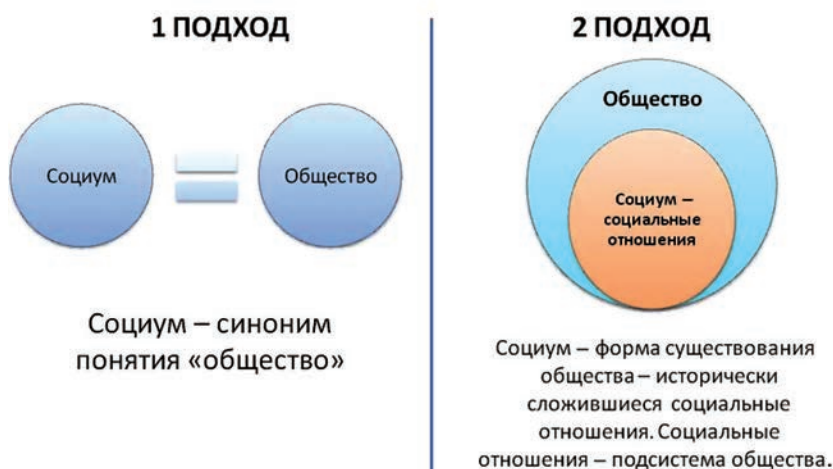 1 ПОДХОД
Социум
Общество
Социум – синоним
понятия «общество»
2 ПОДХОД
Общество
Социум –
социальные
отношения
Социум – форма существования
общества – исторически
сложившиеся социальные
отношения. Социальные
отношения – подсистема общества.